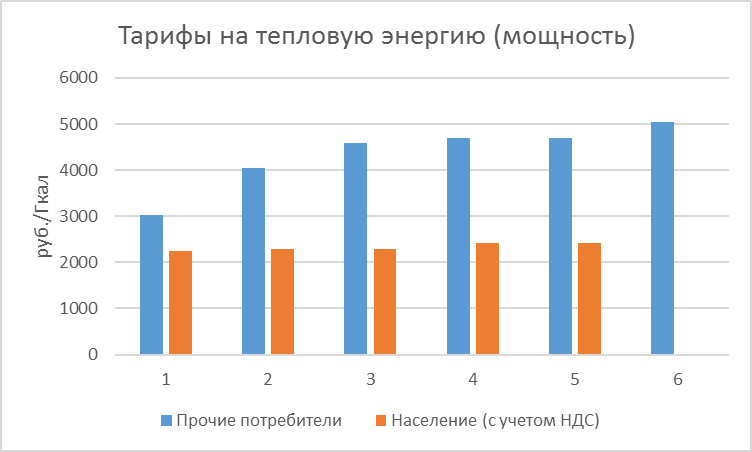 Тарифы на тепловую энергию (мощность)
руб./Гкал
6000
5000
4000
3000
2000
1000
0
1 2 3 4 5 6
Прочие потребители Население (с учетом НДС)